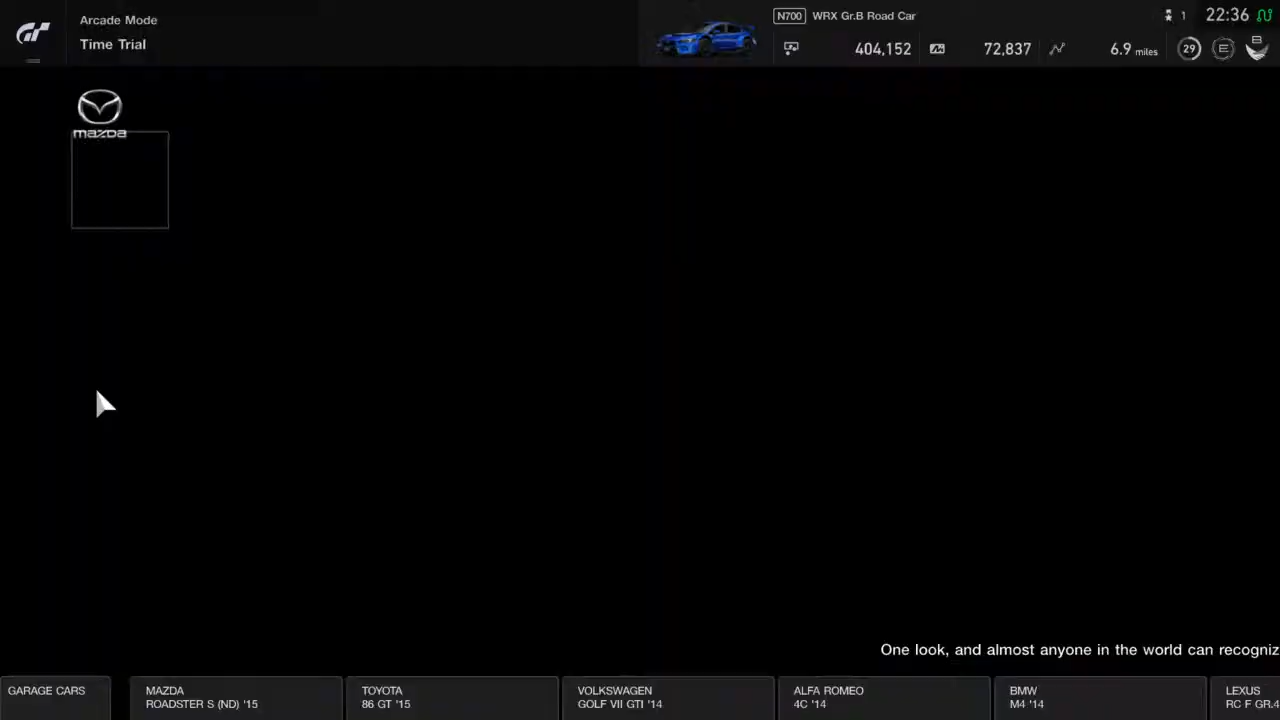 Arcade Mode
Time Trial
N700 WRX Gr.B Road Car
404,152 72,837 6.9 miles 29 E B
1 22:36
mazda
One look, and almost anyone in the world can recogniz
GARAGE CARS
MAZDA
ROADSTER S (ND) '15
TOYOTA
86 GT '15
VOLKSWAGEN
GOLF VII GTI '14
ALFA ROMEO
4C '14
BMW
M4 '14
LEXUS
RC F GR.4